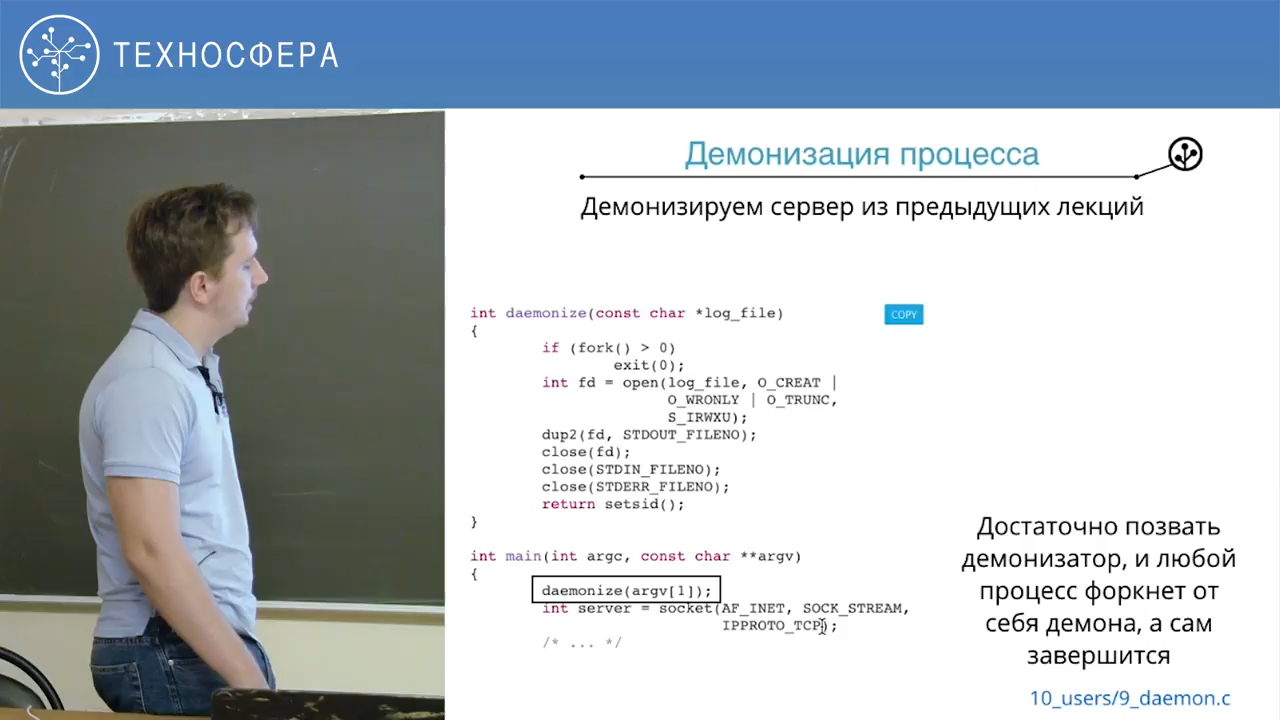 ТЕХНОСФЕРА
Демонизация процесса
Демонизируем сервер из предыдущих лекций
int daemonize(const char *log_file)
COPY
{
if (fork() > 0)
exit(0);
int fd = open(log_file, O_CREAT |
O_WRONLY | O_TRUNC,
S_IRWXU);
dup2(fd, STDOUT_FILENO);
close(fd);
close(STDIN_FILENO);
close(STDERR_FILENO);
return setsid();
}
int main(int argc, const char **argv)
{
daemonize(argv[1]);
int server = socket(AF_INET, SOCK_STREAM,
IPPROTO_TCP);
/* ... */
Достаточно позвать
демонизатор, и любой
процесс форкнет от
себя демона, а сам
завершится
10_users/9_daemon.c